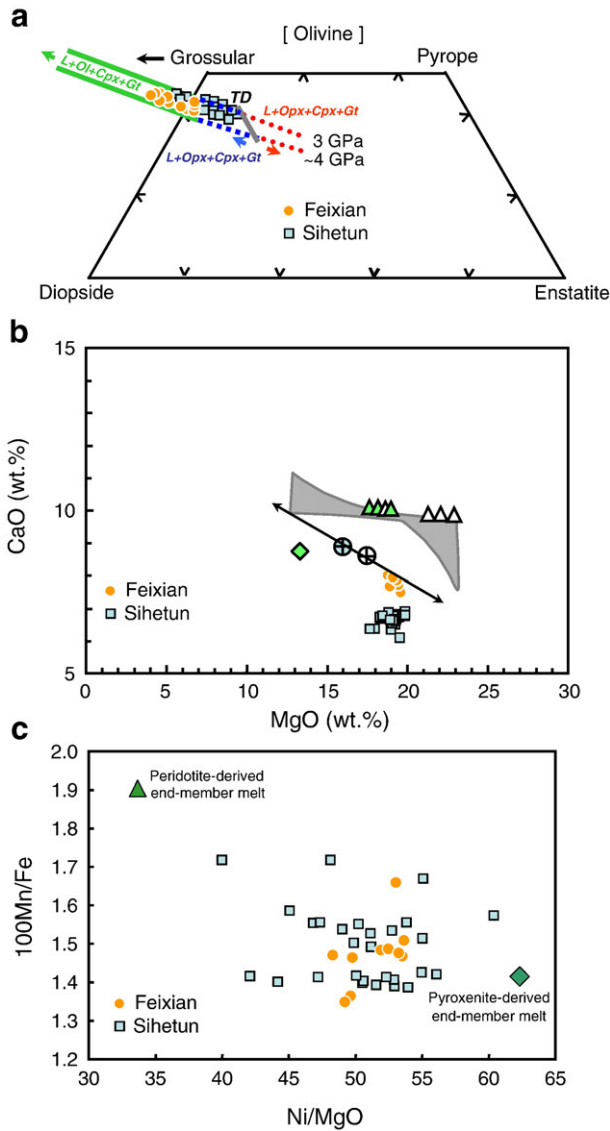 a
[ Olivine ]
Grossular
Pyrope
L+Ol+Cpx+Gt
TD
L+Opx+Cpx+Gt
3 GPa
~4 GPa
L+Opx+Cpx+Gt
Feixian
Sihetun
Diopside
Enstatite
b
15
10
5
CaO (wt.%)
Feixian
Sihetun
0 5 10 15 20 25 30
MgO (wt.%)
c
2.0
1.9
1.8
1.7
1.6
1.5
1.4
1.3
1.2
100Mn/Fe
Peridotite-derived
end-member melt
Feixian
Sihetun
Pyroxenite-derived
end-member melt
30 35 40 45 50 55 60 65
Ni/MgO